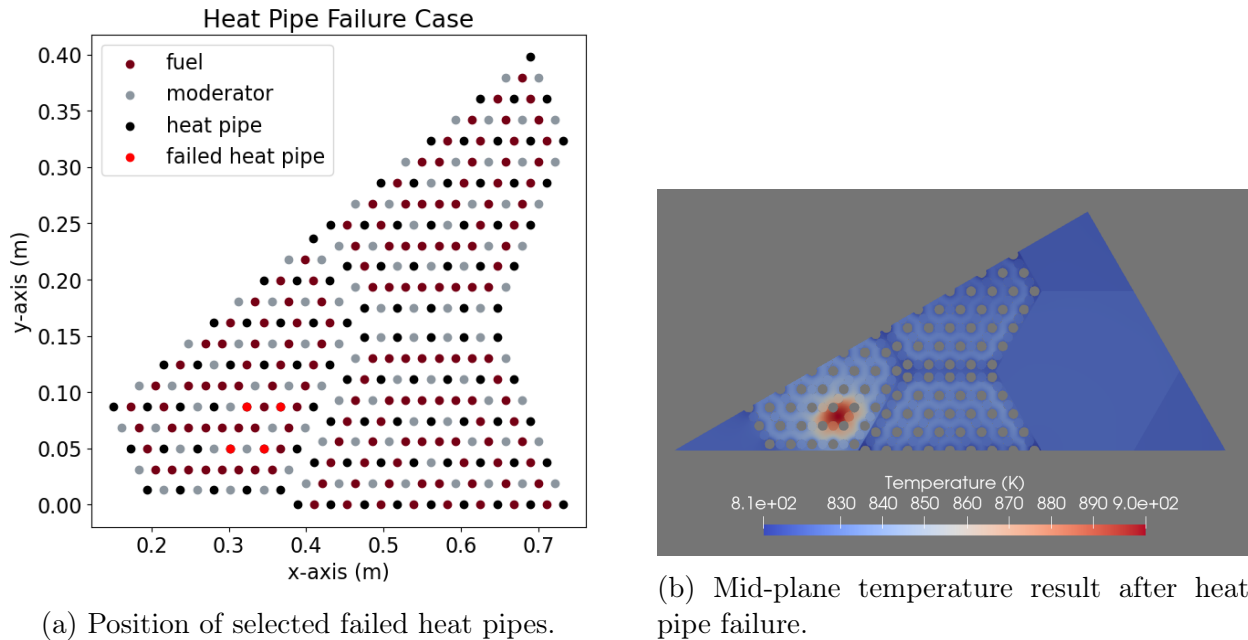 Heat Pipe Failure Case
fuel
moderator
heat pipe
failed heat pipe
y-axis (m)
0.40
0.35
0.30
0.25
0.20
0.15
0.10
0.05
0.00
0.2 0.3 0.4 0.5 0.6 0.7
x-axis (m)
(a) Position of selected failed heat pipes.
Temperature (K)
8.1e+02 830 840 850 860 870 880 890 9.0e+02
(b) Mid-plane temperature result after heat
pipe failure.